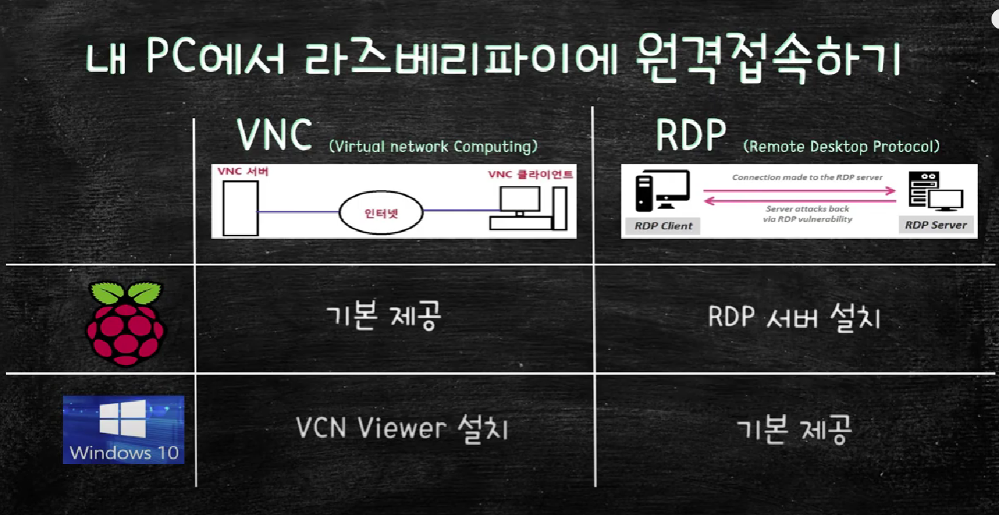 내 PC에서 라즈베리파이에 원격접속하기
VNC (Virtual network Computing)
RDP (Remote Desktop Protocol)
VNC 서버
VNC 클라이언트
인터넷
Connection made to the RDP server
Server attacks back
via RDP vulnerability
RDP Client
RDP Server
기본 제공
RDP 서버 설치
Windows 10
VCN Viewer 설치
기본 제공